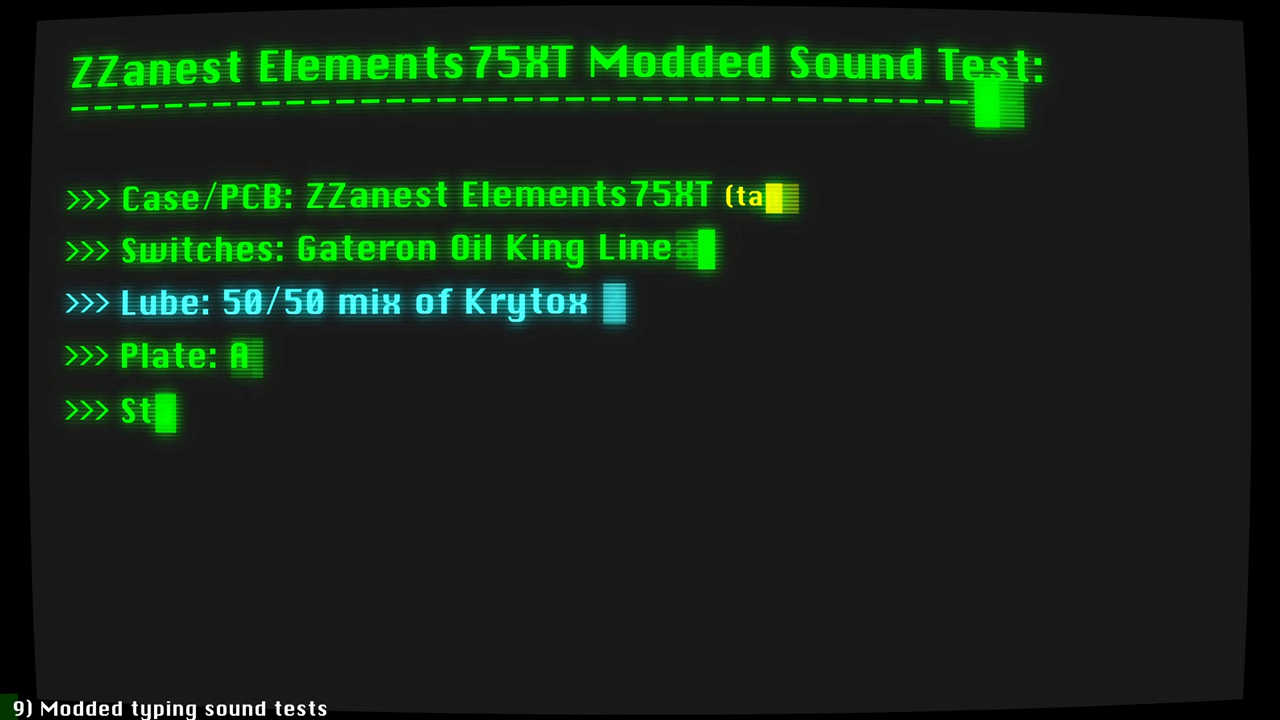 ZZanest Elements75XT Modded Sound Test:
>>> Case/PCB: ZZanest Elements75XT (ta
>>> Switches: Gateron Oil King Linea
>>> Lube: 50/50 mix of Krytox
>>> Plate: A
>>> St
9) Modded typing sound tests